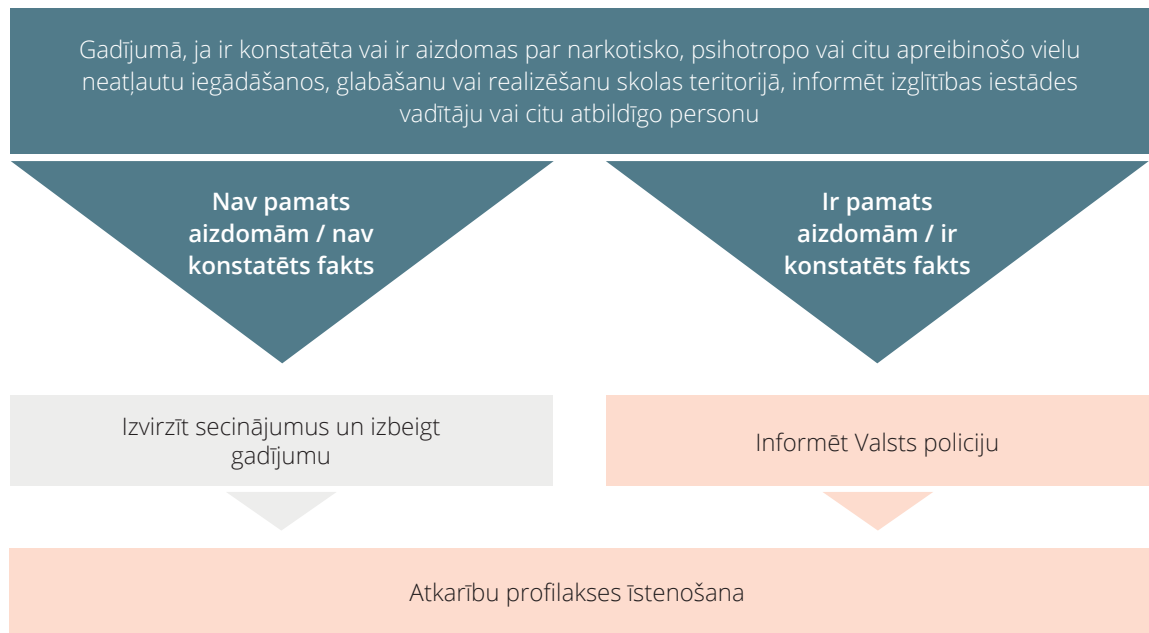 Gadījumā, ja ir konstatēta vai ir aizdomas par narkotisko, psihotropo vai citu apreibinošo vielu
neatļautu iegādāšanos, glabāšanu vai realizēšanu skolas teritorijā, informēt izglītības iestādes
vadītāju vai citu atbildīgo personu
Nav pamats
aizdomām / nav
konstatēts fakts
Ir pamats
aizdomām / ir
konstatēts fakts
Izvirzīt secinājumus un izbeigt
gadījumu
Informēt Valsts policiju
Atkarību profilakses īstenošana